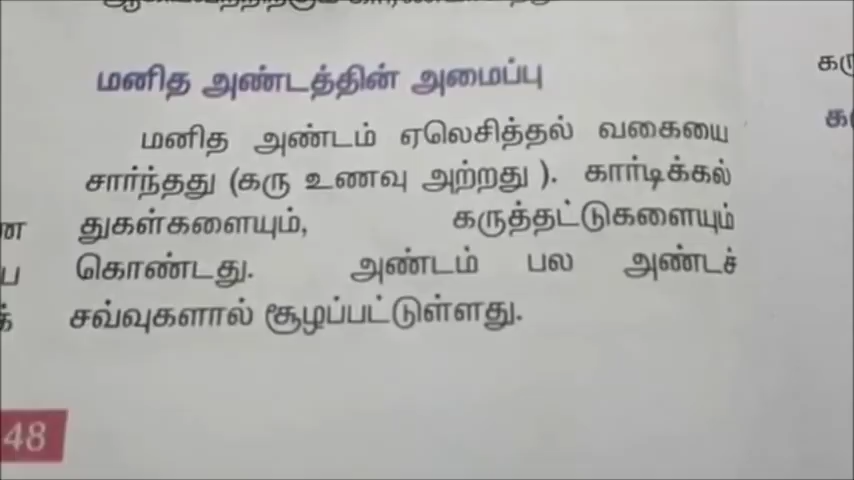 மனித அண்டத்தின் அமைப்பு
மனித அண்டம் ஏலெசித்தல் வகையை
சார்ந்தது (கரு உணவு அற்றது ). கார்டிக்கல்
துகள்களையும், கருத்தட்டுகளையும்
கொண்டது. அண்டம் பல அண்டச்
சவ்வுகளால் சூழப்பட்டுள்ளது.
48